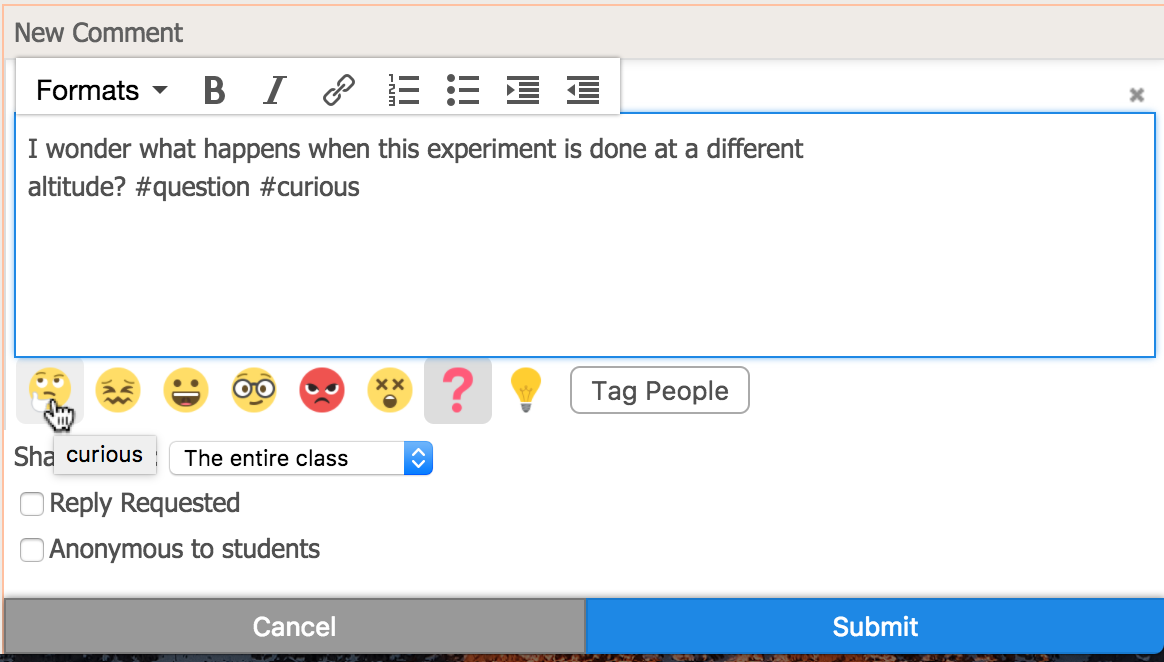 New Comment
Formats
I wonder what happens when this experiment is done at a different
altitude? #question #curious
Tag People
Sha
curious
The entire class
Reply Requested
Anonymous to students
Cancel
Submit